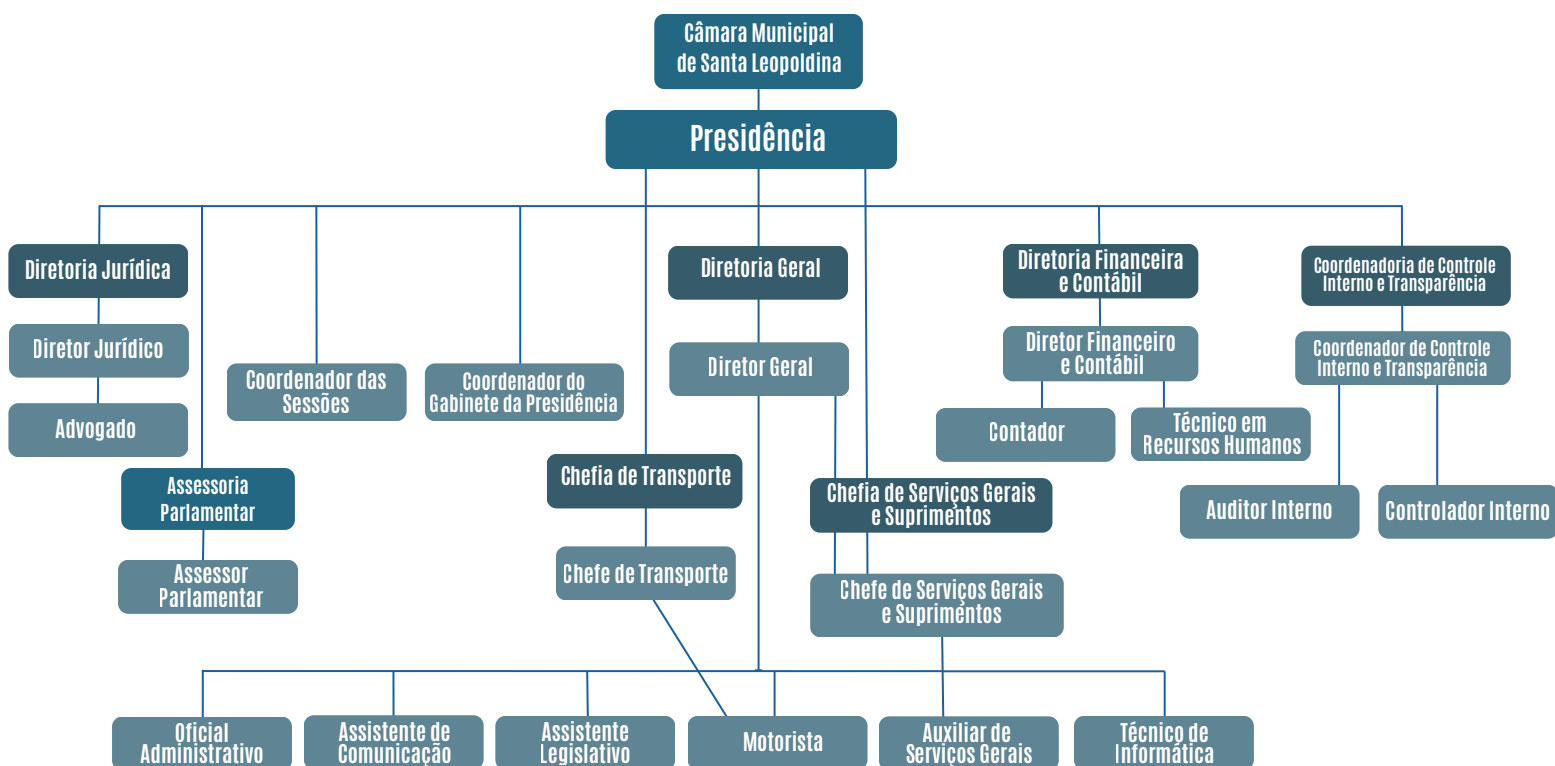 Câmara Municipal
de Santa Leopoldina
Presidência
Diretoria Jurídica
Diretoria Geral
Diretoria Financeira
e Contábil
Coordenadoria de Controle
Interno e Transparência
Diretor Jurídico
Coordenador das
Sessões
Coordenador do
Gabinete da Presidência
Diretor Geral
Diretor Financeiro
e Contábil
Coordenador de Controle
Interno e Transparência
Advogado
Contador
Técnico em
Recursos Humanos
Assessoria
Parlamentar
Chefia de Transporte
Chefia de Serviços Gerais
e Suprimentos
Auditor Interno
Controlador Interno
Assessor
Parlamentar
Chefe de Transporte
Chefe de Serviços Gerais
e Suprimentos
Oficial
Administrativo
Assistente de
Comunicação
Assistente
Legislativo
Motorista
Auxiliar de
Serviços Gerais
Técnico de
Informática